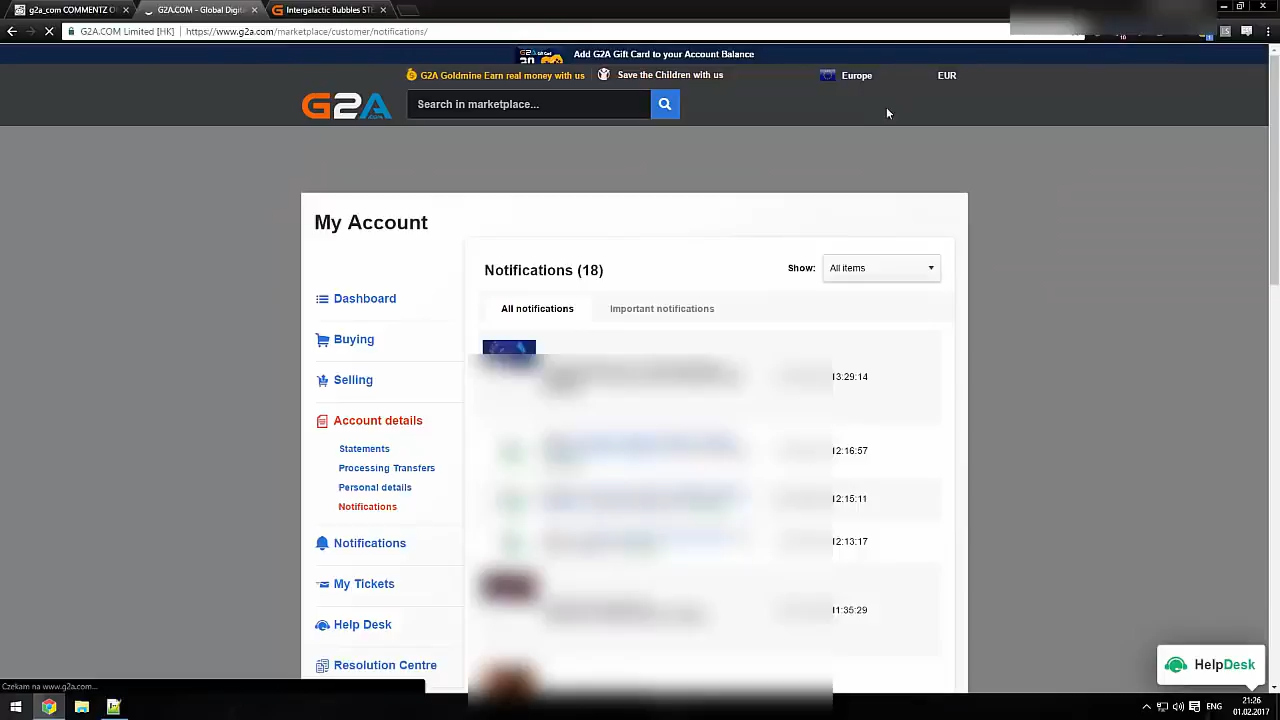 g2a_com COMMENTZ O
G2A.COM - Global Digit
Intergalactic Bubbles STE
G2A.COM Limited [HK]
https://www.g2a.com/marketplace/customer/notifications/
Add G2A Gift Card to your Account Balance
G2A Goldmine Earn real money with us
Save the Children with us
Europe
EUR
G2A.COM
Search in marketplace...
My Account
Notifications (18)
Show:
All items
Dashboard
All notifications
Important notifications
Buying
13:29:14
Selling
Account details
Statements
12:16:57
Processing Transfers
Personal details
12:15:11
Notifications
Notifications
12:13:17
My Tickets
11:35:29
Help Desk
Resolution Centre
HelpDesk
Czekam na www.g2a.com...
ENG
21:26
01.02.2017